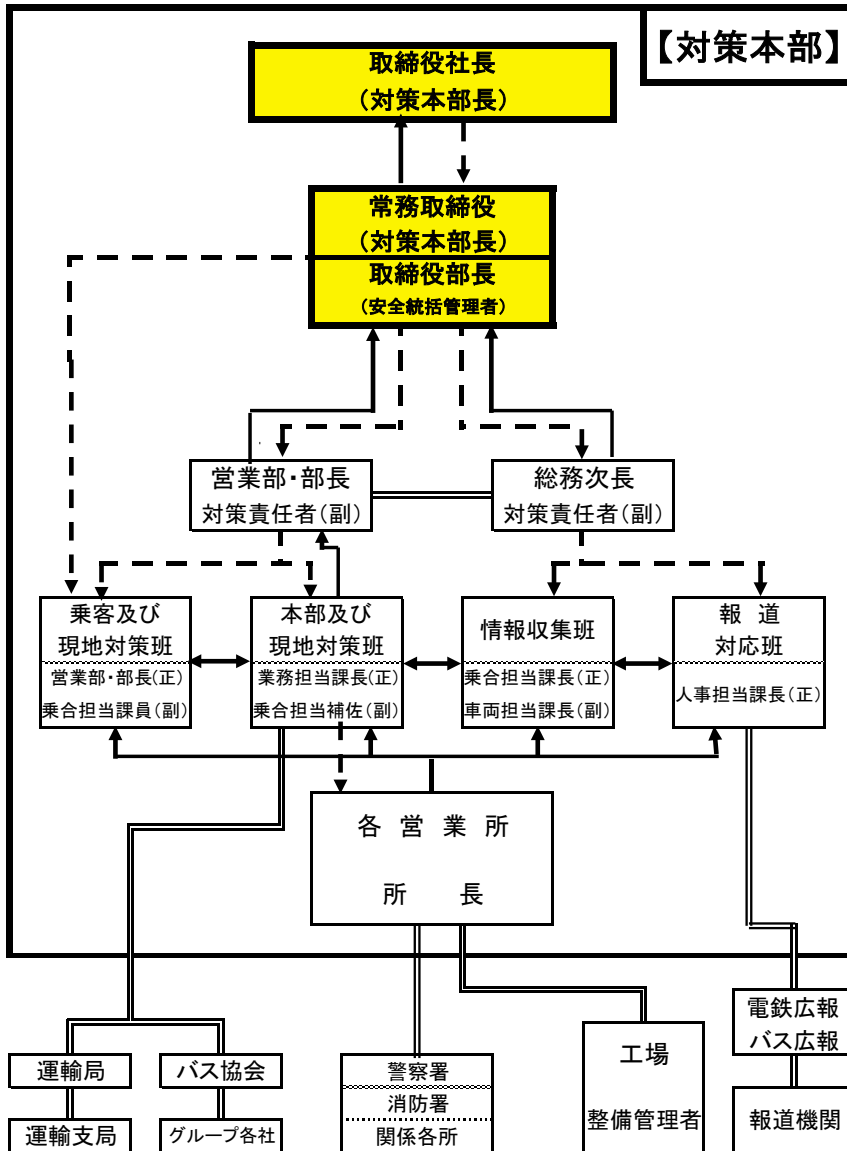 【対策本部】
取締役社長
(対策本部長)
常務取締役
(対策本部長)
取締役部長
(安全統括管理者)
営業部・部長
対策責任者(副)
総務次長
対策責任者(副)
乗客及び
現地対策班
営業部・部長(正)
乗合担当課員(副)
本部及び
現地対策班
業務担当課長(正)
乗合担当補佐(副)
情報収集班
乗合担当課長(正)
車両担当課長(副)
報 道
対応班
人事担当課長(正)
各 営 業 所
所 長
電鉄広報
バス広報
運輸局
バス協会
警察署
消防署
関係各所
工場
整備管理者
運輸支局
グループ各社
報道機関